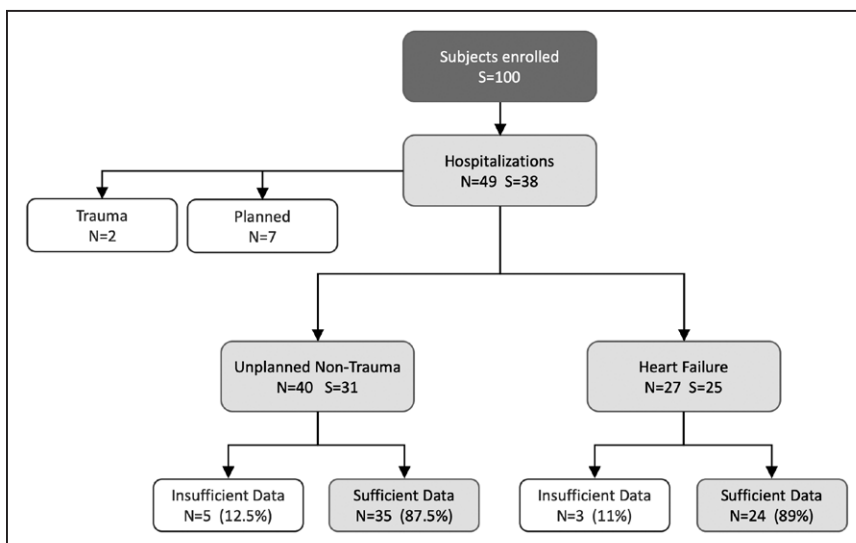 Subjects enrolled
S=100
Hospitalizations
N=49 S=38
Trauma
N=2
Planned
N=7
Unplanned Non-Trauma
N=40 S=31
Heart Failure
N=27 S=25
Insufficient Data
N=5 (12.5%)
Sufficient Data
N=35 (87.5%)
Insufficient Data
N=3 (11%)
Sufficient Data
N=24 (89%)